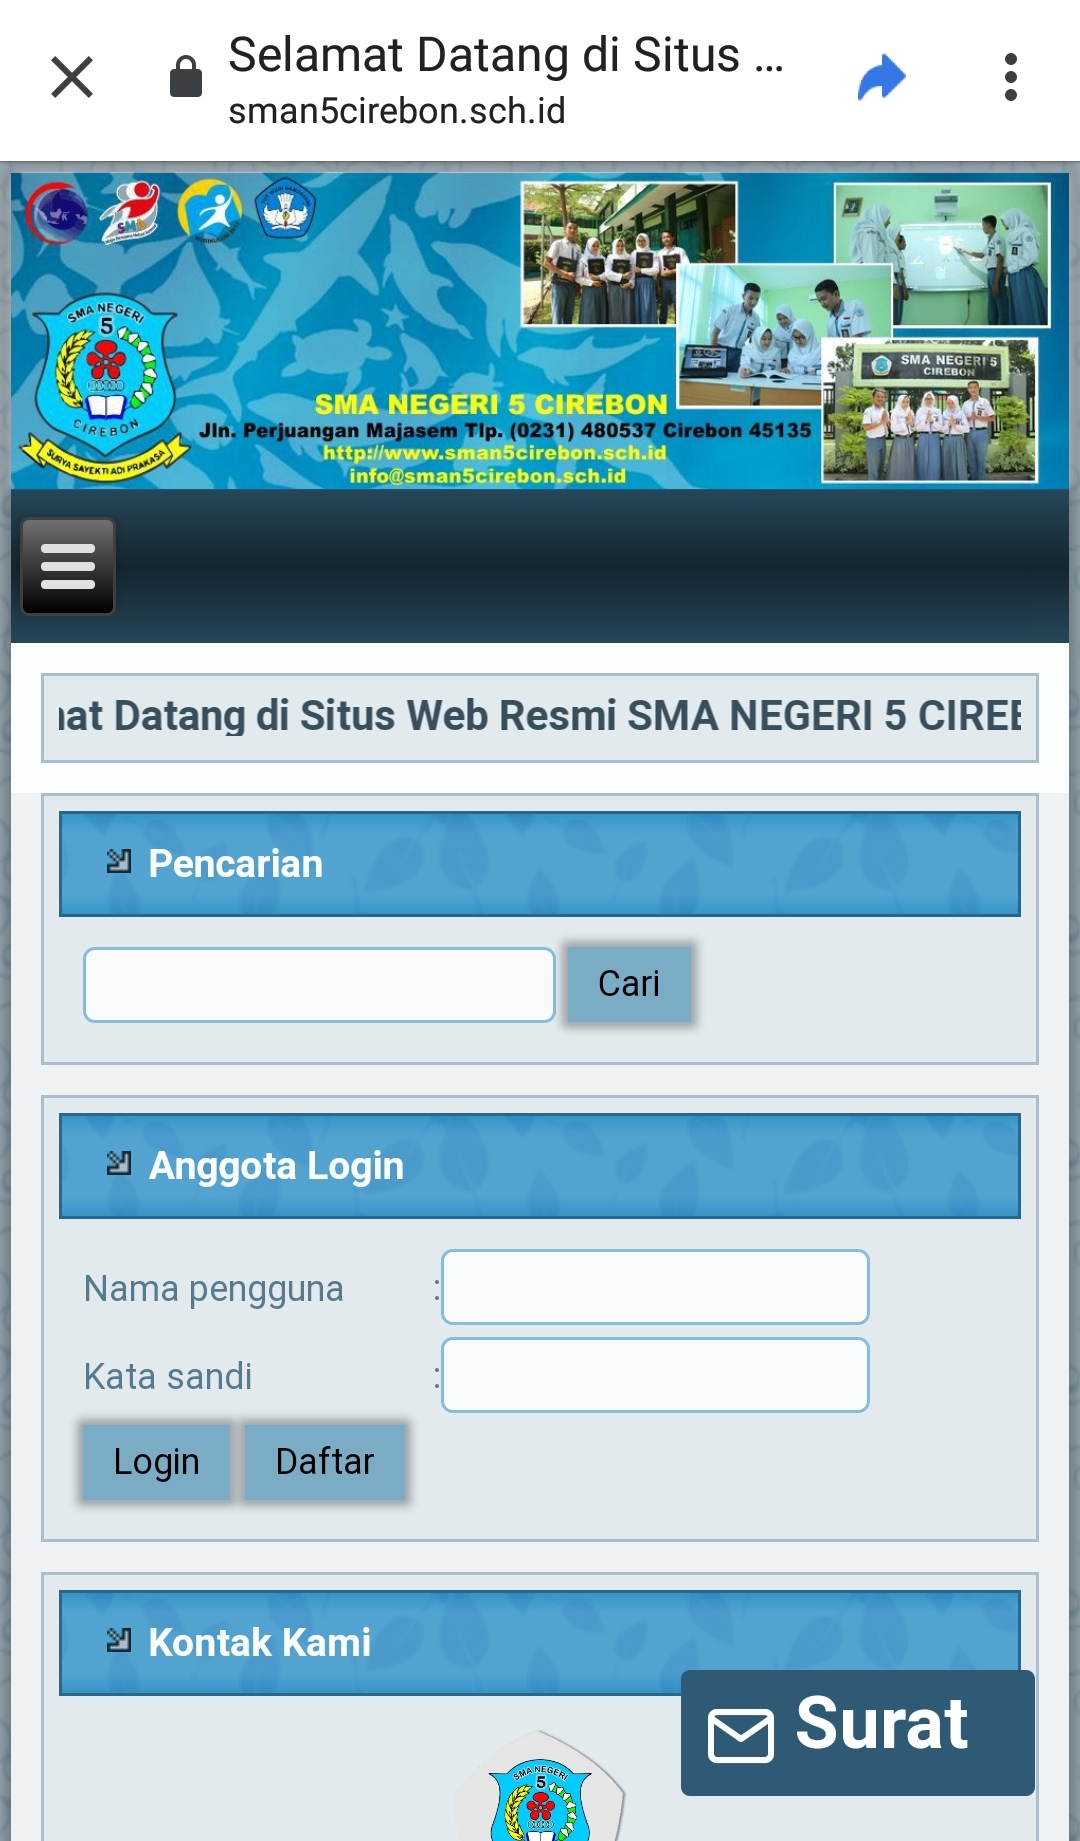 Selamat Datang di Situs ...
sman5cirebon.sch.id
SMA NEGERI
5
CIREBON
SURYA SAYEKTI ADI PRAKASA
SMA NEGERI 5
CIREBON
SMA NEGERI 5 CIREBON
Jln. Perjuangan Majasem Tlp. (0231) 480537 Cirebon 45135
http://www.sman5cirebon.sch.id
info@sman5cirebon.sch.id
at Datang di Situs Web Resmi SMA NEGERI 5 CIREB
Pencarian
Cari
Anggota Login
Nama pengguna :
Kata sandi :
Login Daftar
Kontak Kami
Surat
SMA NEGERI
5